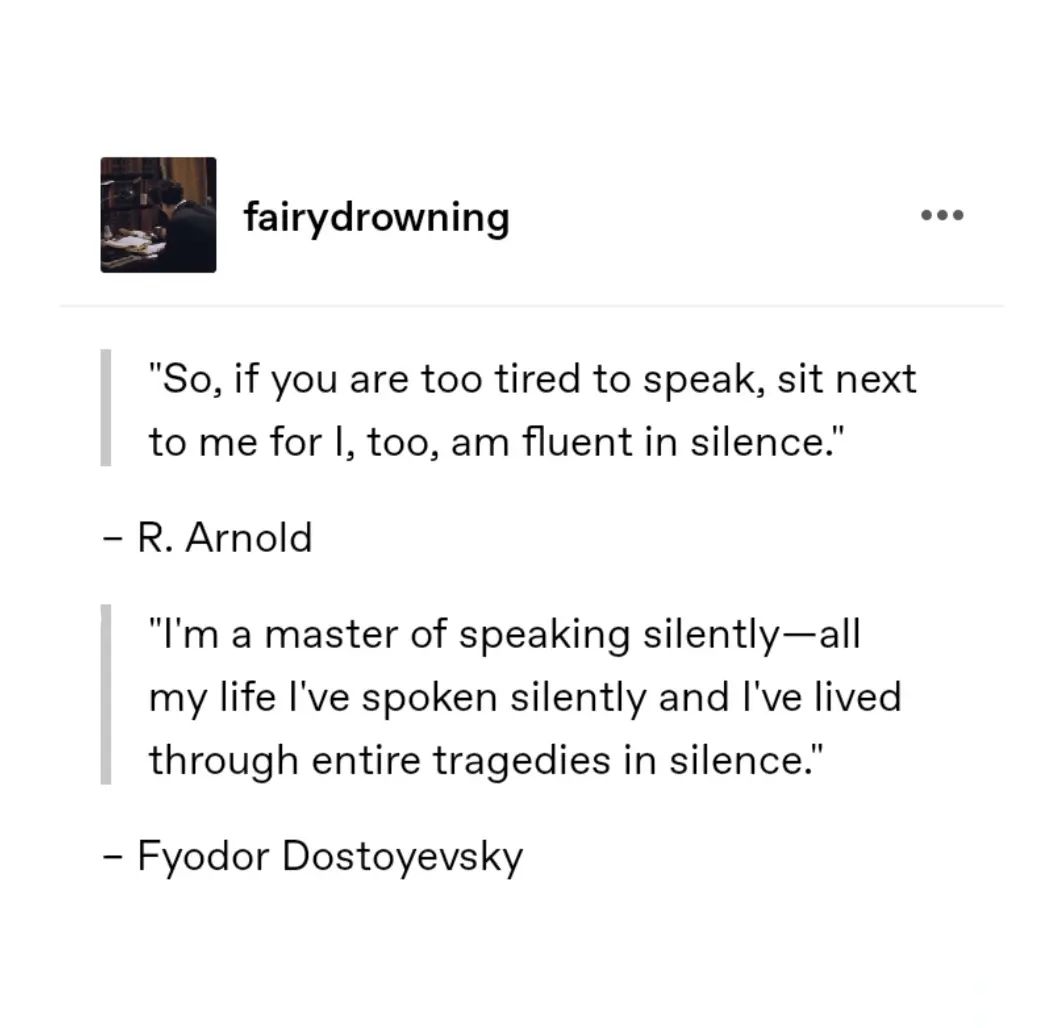 fairydrowning
"So, if you are too tired to speak, sit next
to me for I, too, am fluent in silence."
– R. Arnold
"I'm a master of speaking silently—all
my life I've spoken silently and I've lived
through entire tragedies in silence."
– Fyodor Dostoyevsky